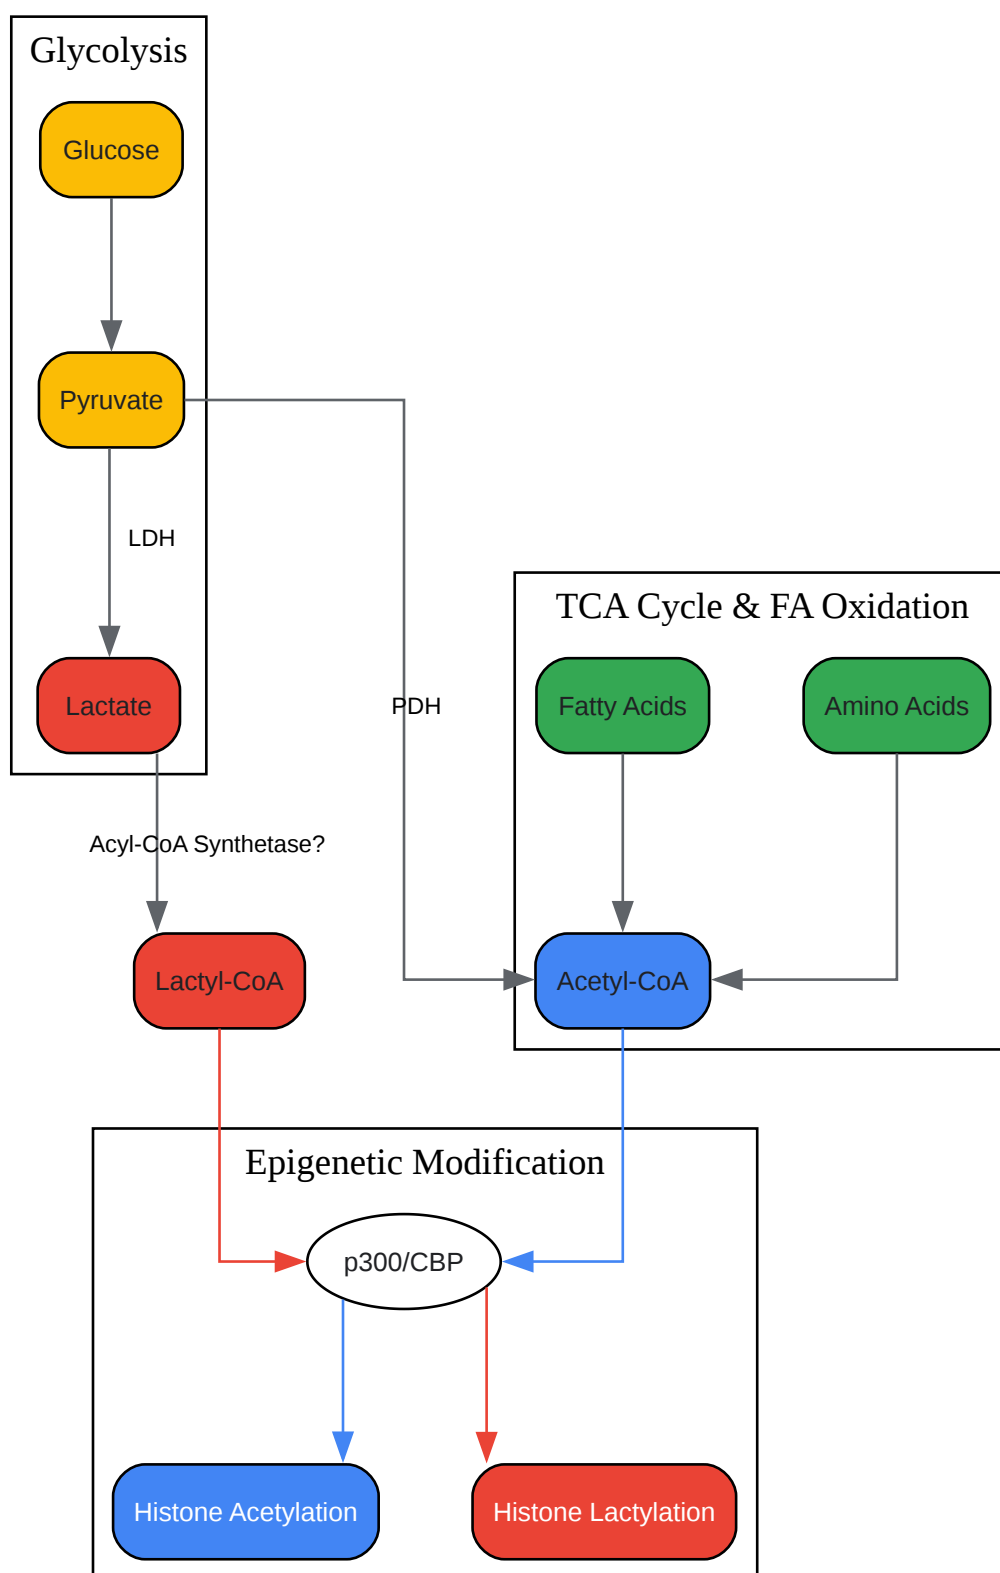 Glycolysis
Glucose
Pyruvate
LDH
TCA Cycle & FA Oxidation
Lactate
PDH
Fatty Acids
Amino Acids
Acyl-CoA Synthetase?
Lactyl-CoA
Acetyl-CoA
Epigenetic Modification
p300/CBP
Histone Acetylation
Histone Lactylation